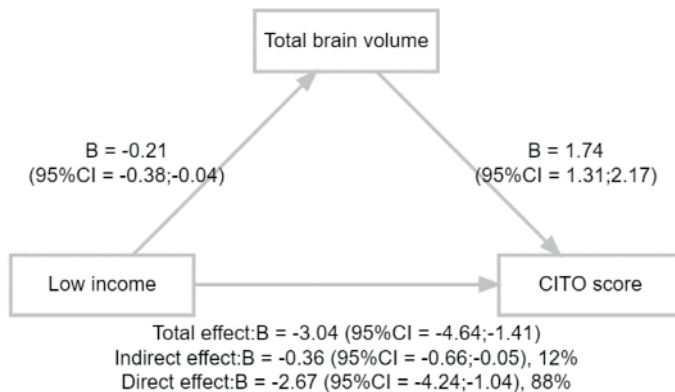 Total brain volume
B = -0.21
(95%CI = -0.38;-0.04)
B = 1.74
(95%CI = 1.31;2.17)
Low income
CITO score
Total effect:B = -3.04 (95%CI = -4.64;-1.41)
Indirect effect:B = -0.36 (95%CI = -0.66;-0.05), 12%
Direct effect:B = -2.67 (95%CI = -4.24;-1.04), 88%